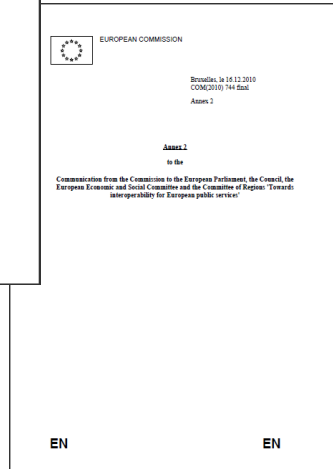 EUROPEAN COMMISSION
Bruxelles, le 16.12.2010
COM(2010) 744 final
Annex 2
Annex 2
to the
Communication from the Commission to the European Parliament, the Council, the
European Economic and Social Committee and the Committee of Regions 'Towards
interoperability for European public services'
EN
EN